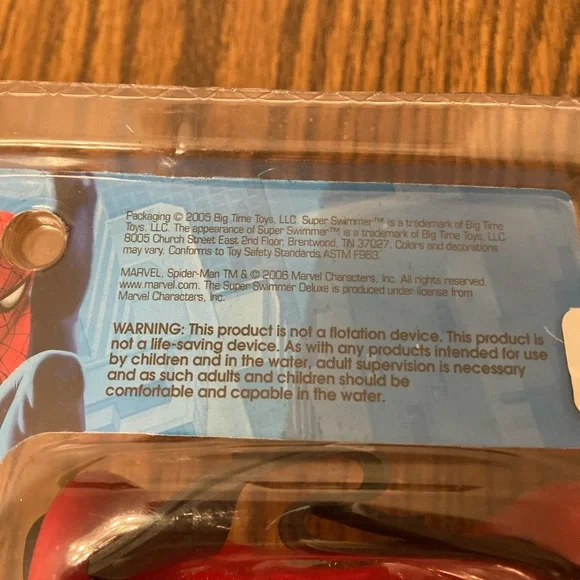 Packaging © 2005 Big Time Toys, LLC. Super Swimmer™ is a trademark of Big Time
Toys, LLC. The appearance of Super Swimmer™ is a trademark of Big Time Toys, LLC
8005 Church Street East 2nd Floor, Brentwood, TN 37027. Colors and decorations
may vary. Conforms to Toy Safety Standards ASTM F963.
MARVEL, Spider-Man TM & © 2006 Marvel Characters, Inc. All rights reserved.
www.marvel.com. The Super Swimmer Deluxe is produced under license from
Marvel Characters, Inc.
WARNING: This product is not a flotation device. This product is
not a life-saving device. As with any products intended for use
by children and in the water, adult supervision is necessary
and as such adults and children should be
comfortable and capable in the water.